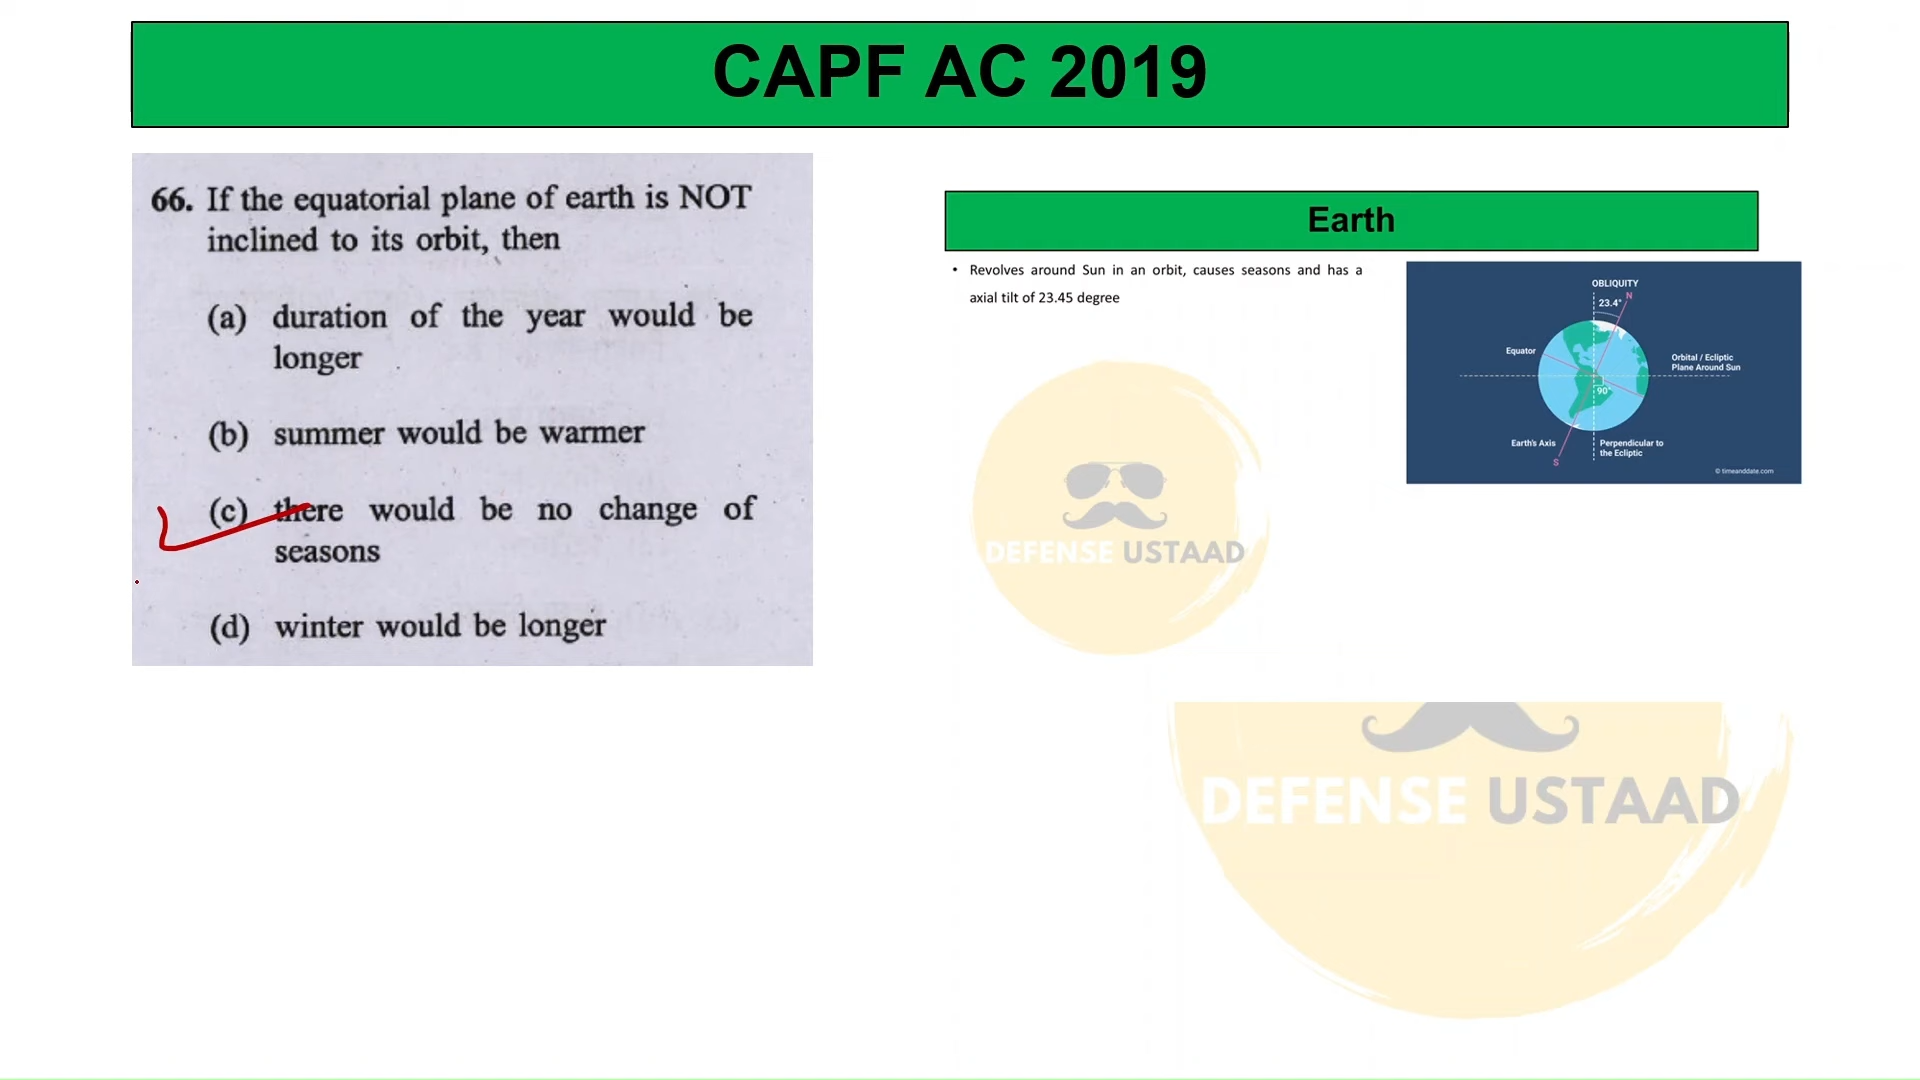 CAPF AC 2019
66. If the equatorial plane of earth is NOT
inclined to its orbit, then
(a) duration of the year would be
longer
(b) summer would be warmer
(c) there would be no change of
seasons
(d) winter would be longer
Earth
• Revolves around Sun in an orbit, causes seasons and has a
axial tilt of 23.45 degree
OBLIQUITY
23.4°
N
Equator
Orbital / Ecliptic
Plane Around Sun
90°
Earth's Axis
Perpendicular to
the Ecliptic
S
© timeanddate.com
DEFENSE USTAAD
DEFENSE USTAAD